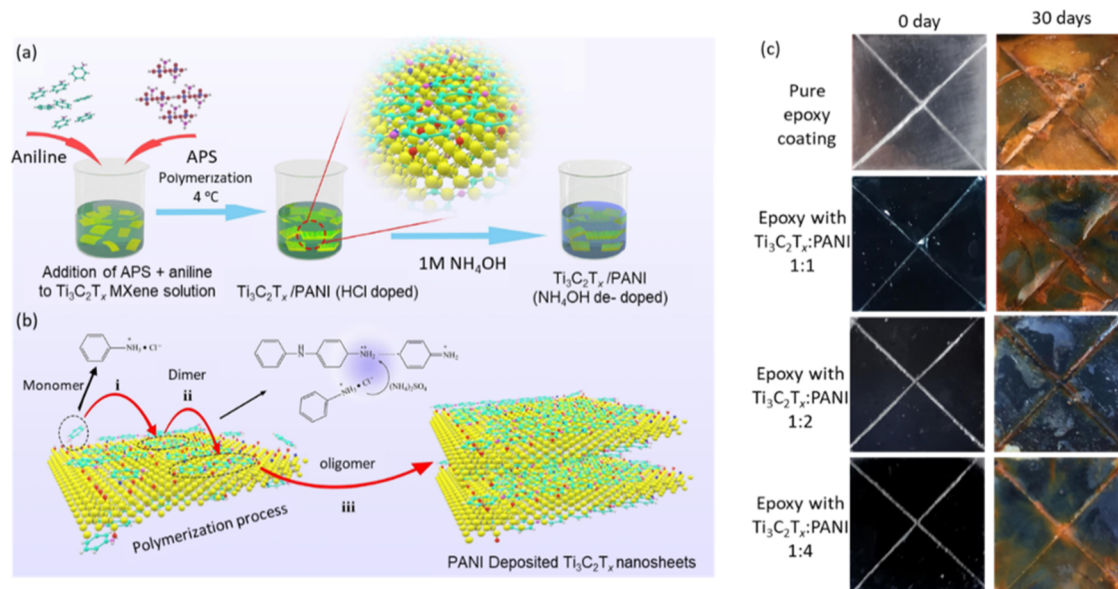 (a)
Aniline
APS
Polymerization
4 °C
Addition of APS + aniline
to Ti₃C₂Tₓ MXene solution
Ti₃C₂Tₓ /PANI (HCl doped)
1M NH₄OH
Ti₃C₂Tₓ /PANI
(NH₄OH de- doped)
(b)
Monomer
i
Dimer
ii
oligomer
iii
Polymerization process
PANI Deposited Ti₃C₂Tₓ nanosheets
(c)
0 day
30 days
Pure
epoxy
coating
Epoxy with
Ti₃C₂Tₓ:PANI
1:1
Epoxy with
Ti₃C₂Tₓ:PANI
1:2
Epoxy with
Ti₃C₂Tₓ:PANI
1:4